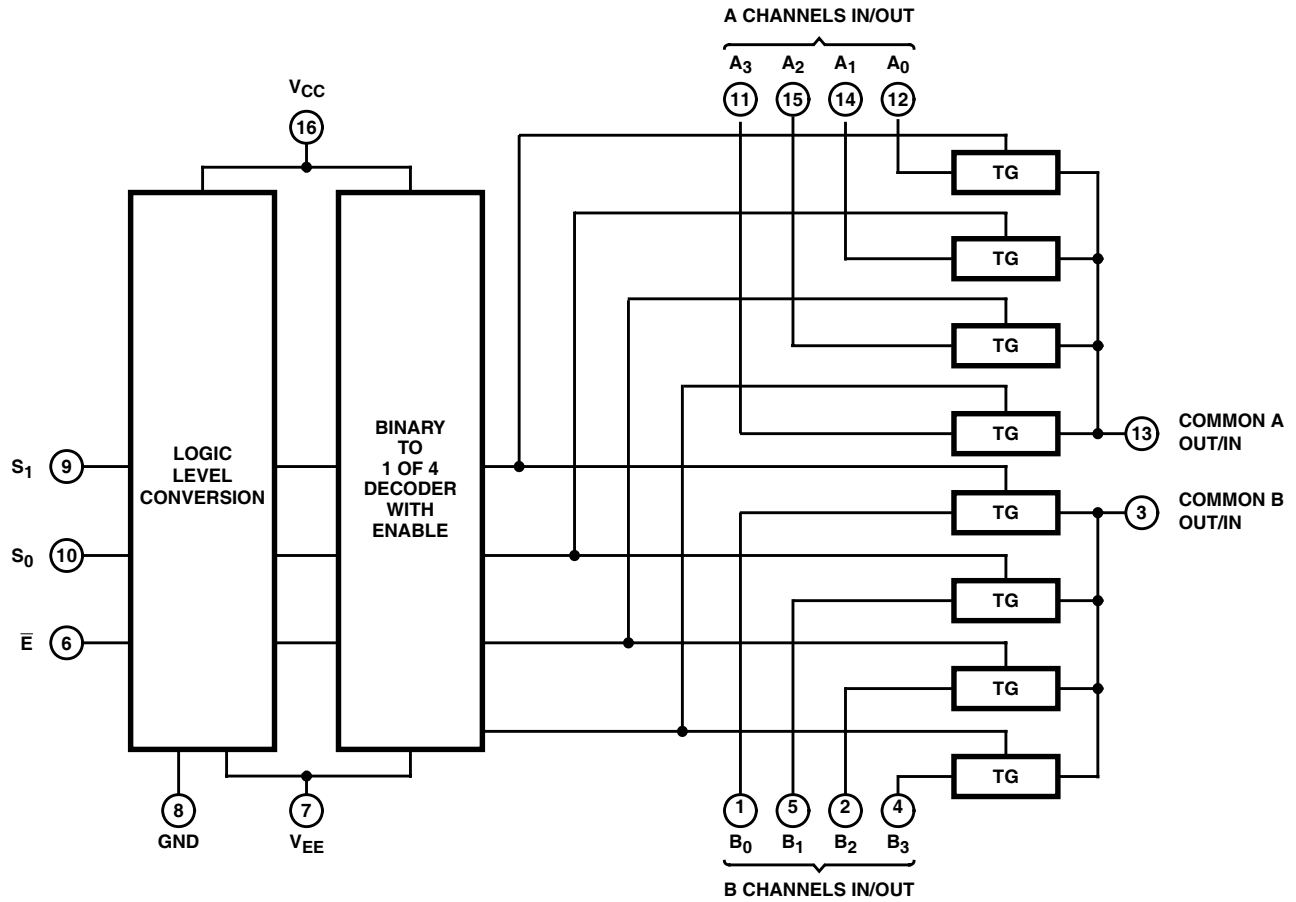 A CHANNELS IN/OUT
A3 A2 A1 A0
11 15 14 12
VCC
16
TG
TG
TG
TG
13 COMMON A
OUT/IN
BINARY
TO
1 OF 4
DECODER
WITH
ENABLE
LOGIC
LEVEL
CONVERSION
S1 9
S0 10
E̅ 6
TG
3 COMMON B
OUT/IN
TG
TG
TG
8
GND
7
VEE
1 5 2 4
B0 B1 B2 B3
B CHANNELS IN/OUT